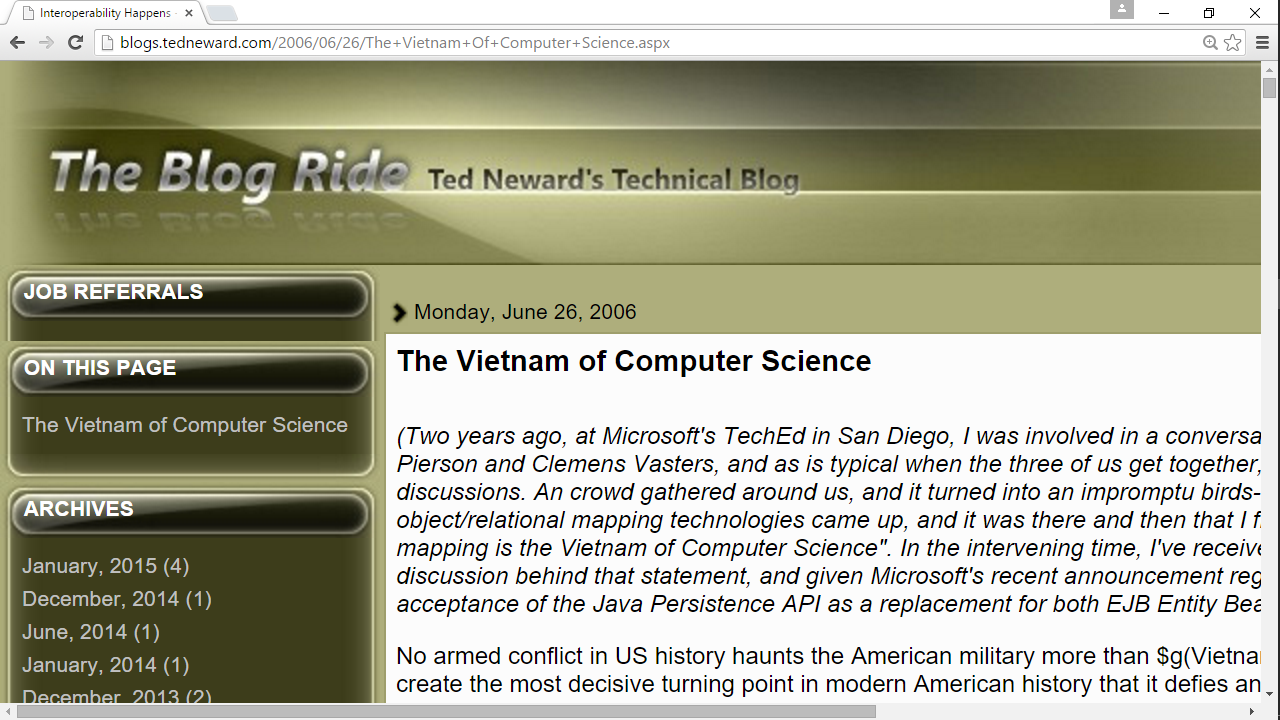 Interoperability Happens
blogs.tedneward.com/2006/06/26/The+Vietnam+Of+Computer+Science.aspx
The Blog Ride Ted Neward's Technical Blog
JOB REFERRALS
ON THIS PAGE
The Vietnam of Computer Science
ARCHIVES
January, 2015 (4)
December, 2014 (1)
June, 2014 (1)
January, 2014 (1)
December, 2013 (2)
Monday, June 26, 2006
The Vietnam of Computer Science
(Two years ago, at Microsoft's TechEd in San Diego, I was involved in a conversa
Pierson and Clemens Vasters, and as is typical when the three of us get together,
discussions. An crowd gathered around us, and it turned into an impromptu birds-
object/relational mapping technologies came up, and it was there and then that I f
mapping is the Vietnam of Computer Science". In the intervening time, I've receive
discussion behind that statement, and given Microsoft's recent announcement reg
acceptance of the Java Persistence API as a replacement for both EJB Entity Bea
No armed conflict in US history haunts the American military more than $g(Vietna
create the most decisive turning point in modern American history that it defies an